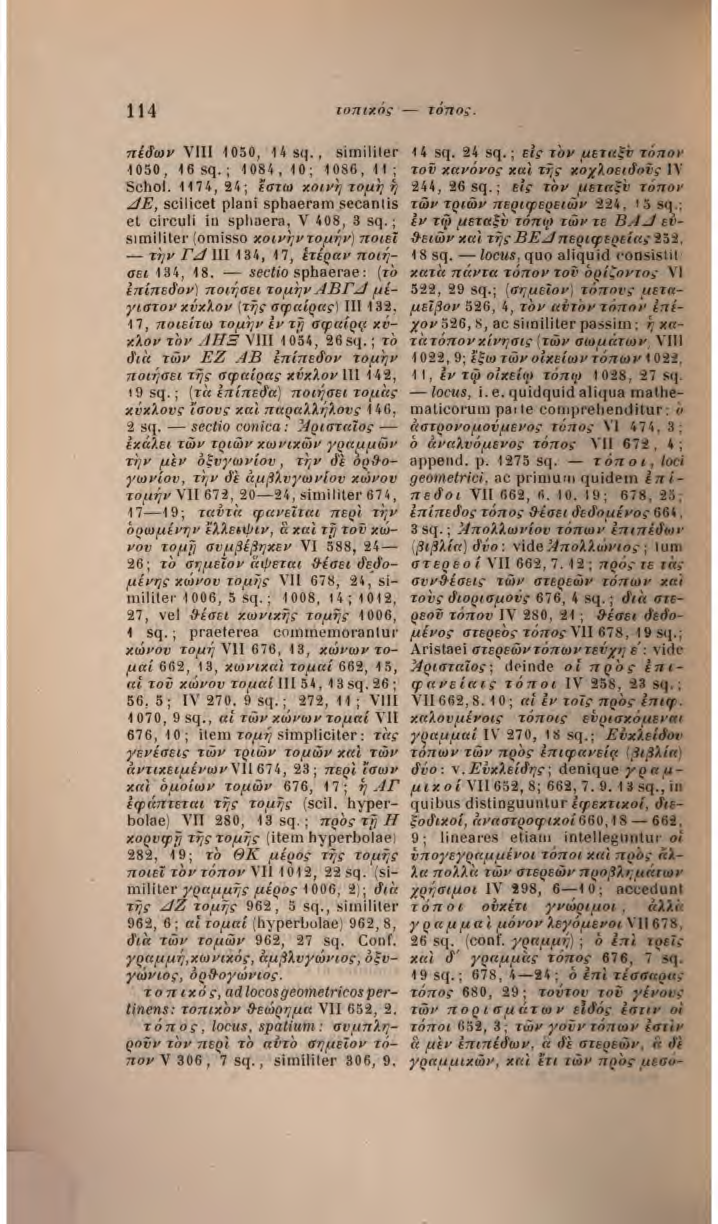 114 τοπικός — τόπος.
πέδων VIII 1050, 14 sq., similiter
1050, 16 sq.; 1084, 10; 1086, 11;
Schol. 1174, 24; ἔστω κοινὴ τομὴ ἡ
ΔΕ, scilicet plani sphaeram secantis
et circuli in sphaera, V 408, 3 sq.;
similiter (omisso κοινὴν τομήν) ποιεῖ
— τὴν ΓΔ III 134, 17, ἑτέραν ποιή-
σει 134, 18. — sectio sphaerae: (τὸ
ἐπίπεδον) ποιήσει τομὴν ΑΒΓΔ μέ-
γιστον κύκλον (τῆς σφαίρας) III 132,
17, ποιείτω τομὴν ἐν τῇ σφαίρᾳ κύ-
κλον τὸν ΛΗΞ VIII 1054, 26 sq.; τὸ
διὰ τῶν ΕΖ ΑΒ ἐπίπεδον τομὴν
ποιήσει τῆς σφαίρας κύκλον III 142,
19 sq.; (τὰ ἐπίπεδα) ποιήσει τομὰς
κύκλους ἴσους καὶ παραλλήλους 146,
2 sq. — sectio conica: Ἀρισταῖος —
ἐκάλει τῶν τριῶν κωνικῶν γραμμῶν
τὴν μὲν ὀξυγωνίου, τὴν δὲ ὀρθο-
γωνίου, τὴν δὲ ἀμβλυγωνίου κώνου
τομήν VII 672, 20—24, similiter 674,
17—19; ταὐτὰ φανεῖται περὶ τὴν
ὁρωμένην ἔλλειψιν, ἃ καὶ τῇ τοῦ κώ-
νου τομῇ συμβέβηκεν VI 588, 24—
26; τὸ σημεῖον ἅψεται θέσει δεδο-
μένης κώνου τομῆς VII 678, 24, si-
militer 1006, 5 sq.; 1008, 14; 1012,
27, vel θέσει κωνικῆς τομῆς 1006,
1 sq.; praeterea commemorantur
κώνου τομή VII 676, 13, κώνων το-
μαί 662, 13, κωνικαὶ τομαί 662, 15,
αἱ τοῦ κώνου τομαί III 54, 13 sq. 26;
56, 5; IV 270, 9 sq.; 272, 11; VIII
1070, 9 sq., αἱ τῶν κώνων τομαί VII
676, 10; item τομή simpliciter: τὰς
γενέσεις τῶν τριῶν τομῶν καὶ τῶν
ἀντικειμένων VII 674, 23; περὶ ἴσων
καὶ ὁμοίων τομῶν 676, 17; ἡ ΑΓ
ἐφάπτεται τῆς τομῆς (scil. hyper-
bolae) VII 280, 13 sq.; πρὸς τῇ Η
κορυφῇ τῆς τομῆς (item hyperbolae)
282, 19; τὸ ΘΚ μέρος τῆς τομῆς
ποιεῖ τὸν τόπον VII 1012, 22 sq. (si-
militer γραμμῆς μέρος 1006, 2); διὰ
τῆς ΔΖ τομῆς 962, 5 sq., similiter
962, 6; αἱ τομαί (hyperbolae) 962, 8,
διὰ τῶν τομῶν 962, 27 sq. Conf.
γραμμή, κωνικός, ἀμβλυγώνιος, ὀξυ-
γώνιος, ὀρθογώνιος.
τοπικός, ad locos geometricos per-
tinens: τοπικὸν θεώρημα VII 652, 2.
τόπος, locus, spatium: συμπλη-
ροῦν τὸν περὶ τὸ αὐτὸ σημεῖον τό-
πον V 306, 7 sq., similiter 306, 9.
14 sq. 24 sq.; εἰς τὸν μεταξὺ τόπον
τοῦ κανόνος καὶ τῆς κοχλοειδοῦς IV
244, 26 sq.; εἰς τὸν μεταξὺ τόπον
τῶν τριῶν περιφερειῶν 224, 15 sq.;
ἐν τῷ μεταξὺ τόπῳ τῶν τε ΒΑΔ εὐ-
θειῶν καὶ τῆς ΒΕΔ περιφερείας 252,
18 sq. — locus, quo aliquid consistit:
κατὰ πάντα τόπον τοῦ ὁρίζοντος VI
522, 29 sq.; (σημεῖον) τόπους μετα-
μεῖβον 526, 4, τὸν αὐτὸν τόπον ἐπέ-
χον 526, 8, ac similiter passim; ἡ κα-
τὰ τόπον κίνησις (τῶν σωμάτων) VIII
1022, 9; ἔξω τῶν οἰκείων τόπων 1022,
11, ἐν τῷ οἰκείῳ τόπῳ 1028, 27 sq.
— locus, i. e. quidquid aliqua mathe-
maticorum parte comprehenditur: ὁ
ἀστρονομούμενος τόπος VI 474, 3;
ὁ ἀναλυόμενος τόπος VII 672, 4;
append. p. 1275 sq. — τόποι, loci
geometrici, ac primum quidem ἐπί-
πεδοι VII 662, 6. 10. 19; 678, 25;
ἐπίπεδος τόπος θέσει δεδομένος 664,
3 sq.; Ἀπολλωνίου τόπων ἐπιπέδων
(βιβλία) δύο: vide Ἀπολλώνιος; tum
στερεοί VII 662, 7. 12; πρός τε τὰς
συνθέσεις τῶν στερεῶν τόπων καὶ
τοὺς διορισμούς 676, 4 sq.; διὰ στε-
ρεοῦ τόπου IV 280, 21; θέσει δεδο-
μένος στερεὸς τόπος VII 678, 19 sq.;
Aristaei στερεῶν τόπων τεύχη ε΄: vide
Ἀρισταῖος; deinde οἱ πρὸς ἐπι-
φανείαις τόποι IV 258, 23 sq.;
VII 662, 8. 10; αἱ ἐν τοῖς πρὸς ἐπιφ.
καλουμένοις τόποις εὑρισκόμεναι
γραμμαί IV 270, 18 sq.; Εὐκλείδου
τόπων τῶν πρὸς ἐπιφανείᾳ (βιβλία)
δύο: v. Εὐκλείδης; denique γραμ-
μικοί VII 652, 8; 662, 7. 9. 13 sq., in
quibus distinguuntur ἐφεκτικοί, διε-
ξοδικοί, ἀναστροφικοί 660, 18 — 662,
9; lineares etiam intelleguntur οἱ
ὑπογεγραμμένοι τόποι καὶ πρὸς ἄλ-
λα πολλὰ τῶν στερεῶν προβλημάτων
χρήσιμοι IV 298, 6—10; accedunt
τόποι οὐκέτι γνώριμοι, ἀλλὰ
γραμμαὶ μόνον λεγόμενοι VII 678,
26 sq. (conf. γραμμή); ὁ ἐπὶ τρεῖς
καὶ δ΄ γραμμὰς τόπος 676, 7 sq.
19 sq.; 678, 4—24; ὁ ἐπὶ τέσσαρας
τόπος 680, 29; τούτου τοῦ γένους
τῶν πορισμάτων εἶδός ἐστιν οἱ
τόποι 652, 3; τῶν γοῦν τόπων ἐστὶν
ἃ μὲν ἐπιπέδων, ἃ δὲ στερεῶν, ἃ δὲ
γραμμικῶν, καὶ ἔτι τῶν πρὸς μεσό-